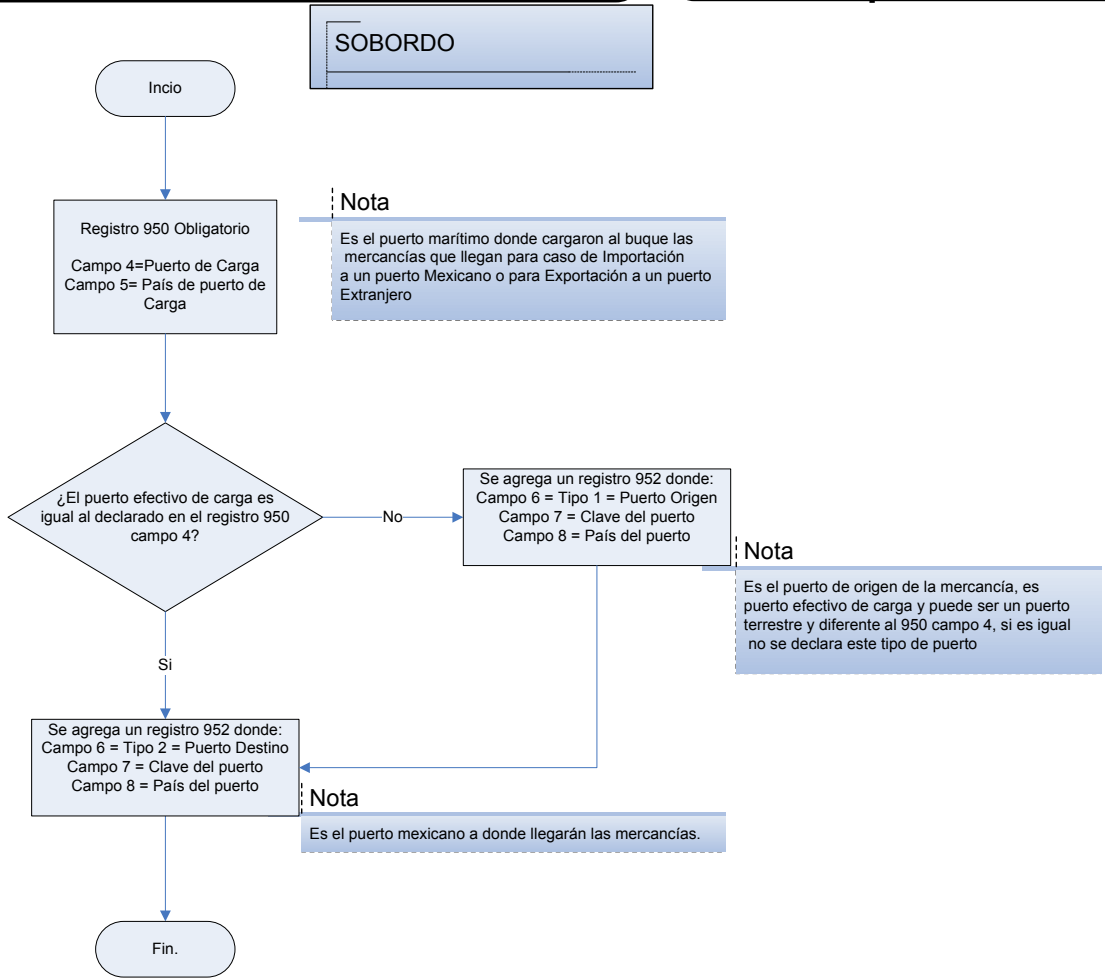 SOBORDO
Incio
Registro 950 Obligatorio
Campo 4=Puerto de Carga
Campo 5= País de puerto de
Carga
Nota
Es el puerto marítimo donde cargaron al buque las
mercancías que llegan para caso de Importación
a un puerto Mexicano o para Exportación a un puerto
Extranjero
¿El puerto efectivo de carga es
igual al declarado en el registro 950
campo 4?
No
Se agrega un registro 952 donde:
Campo 6 = Tipo 1 = Puerto Origen
Campo 7 = Clave del puerto
Campo 8 = País del puerto
Nota
Es el puerto de origen de la mercancía, es
puerto efectivo de carga y puede ser un puerto
terrestre y diferente al 950 campo 4, si es igual
no se declara este tipo de puerto
Si
Se agrega un registro 952 donde:
Campo 6 = Tipo 2 = Puerto Destino
Campo 7 = Clave del puerto
Campo 8 = País del puerto
Nota
Es el puerto mexicano a donde llegarán las mercancías.
Fin.